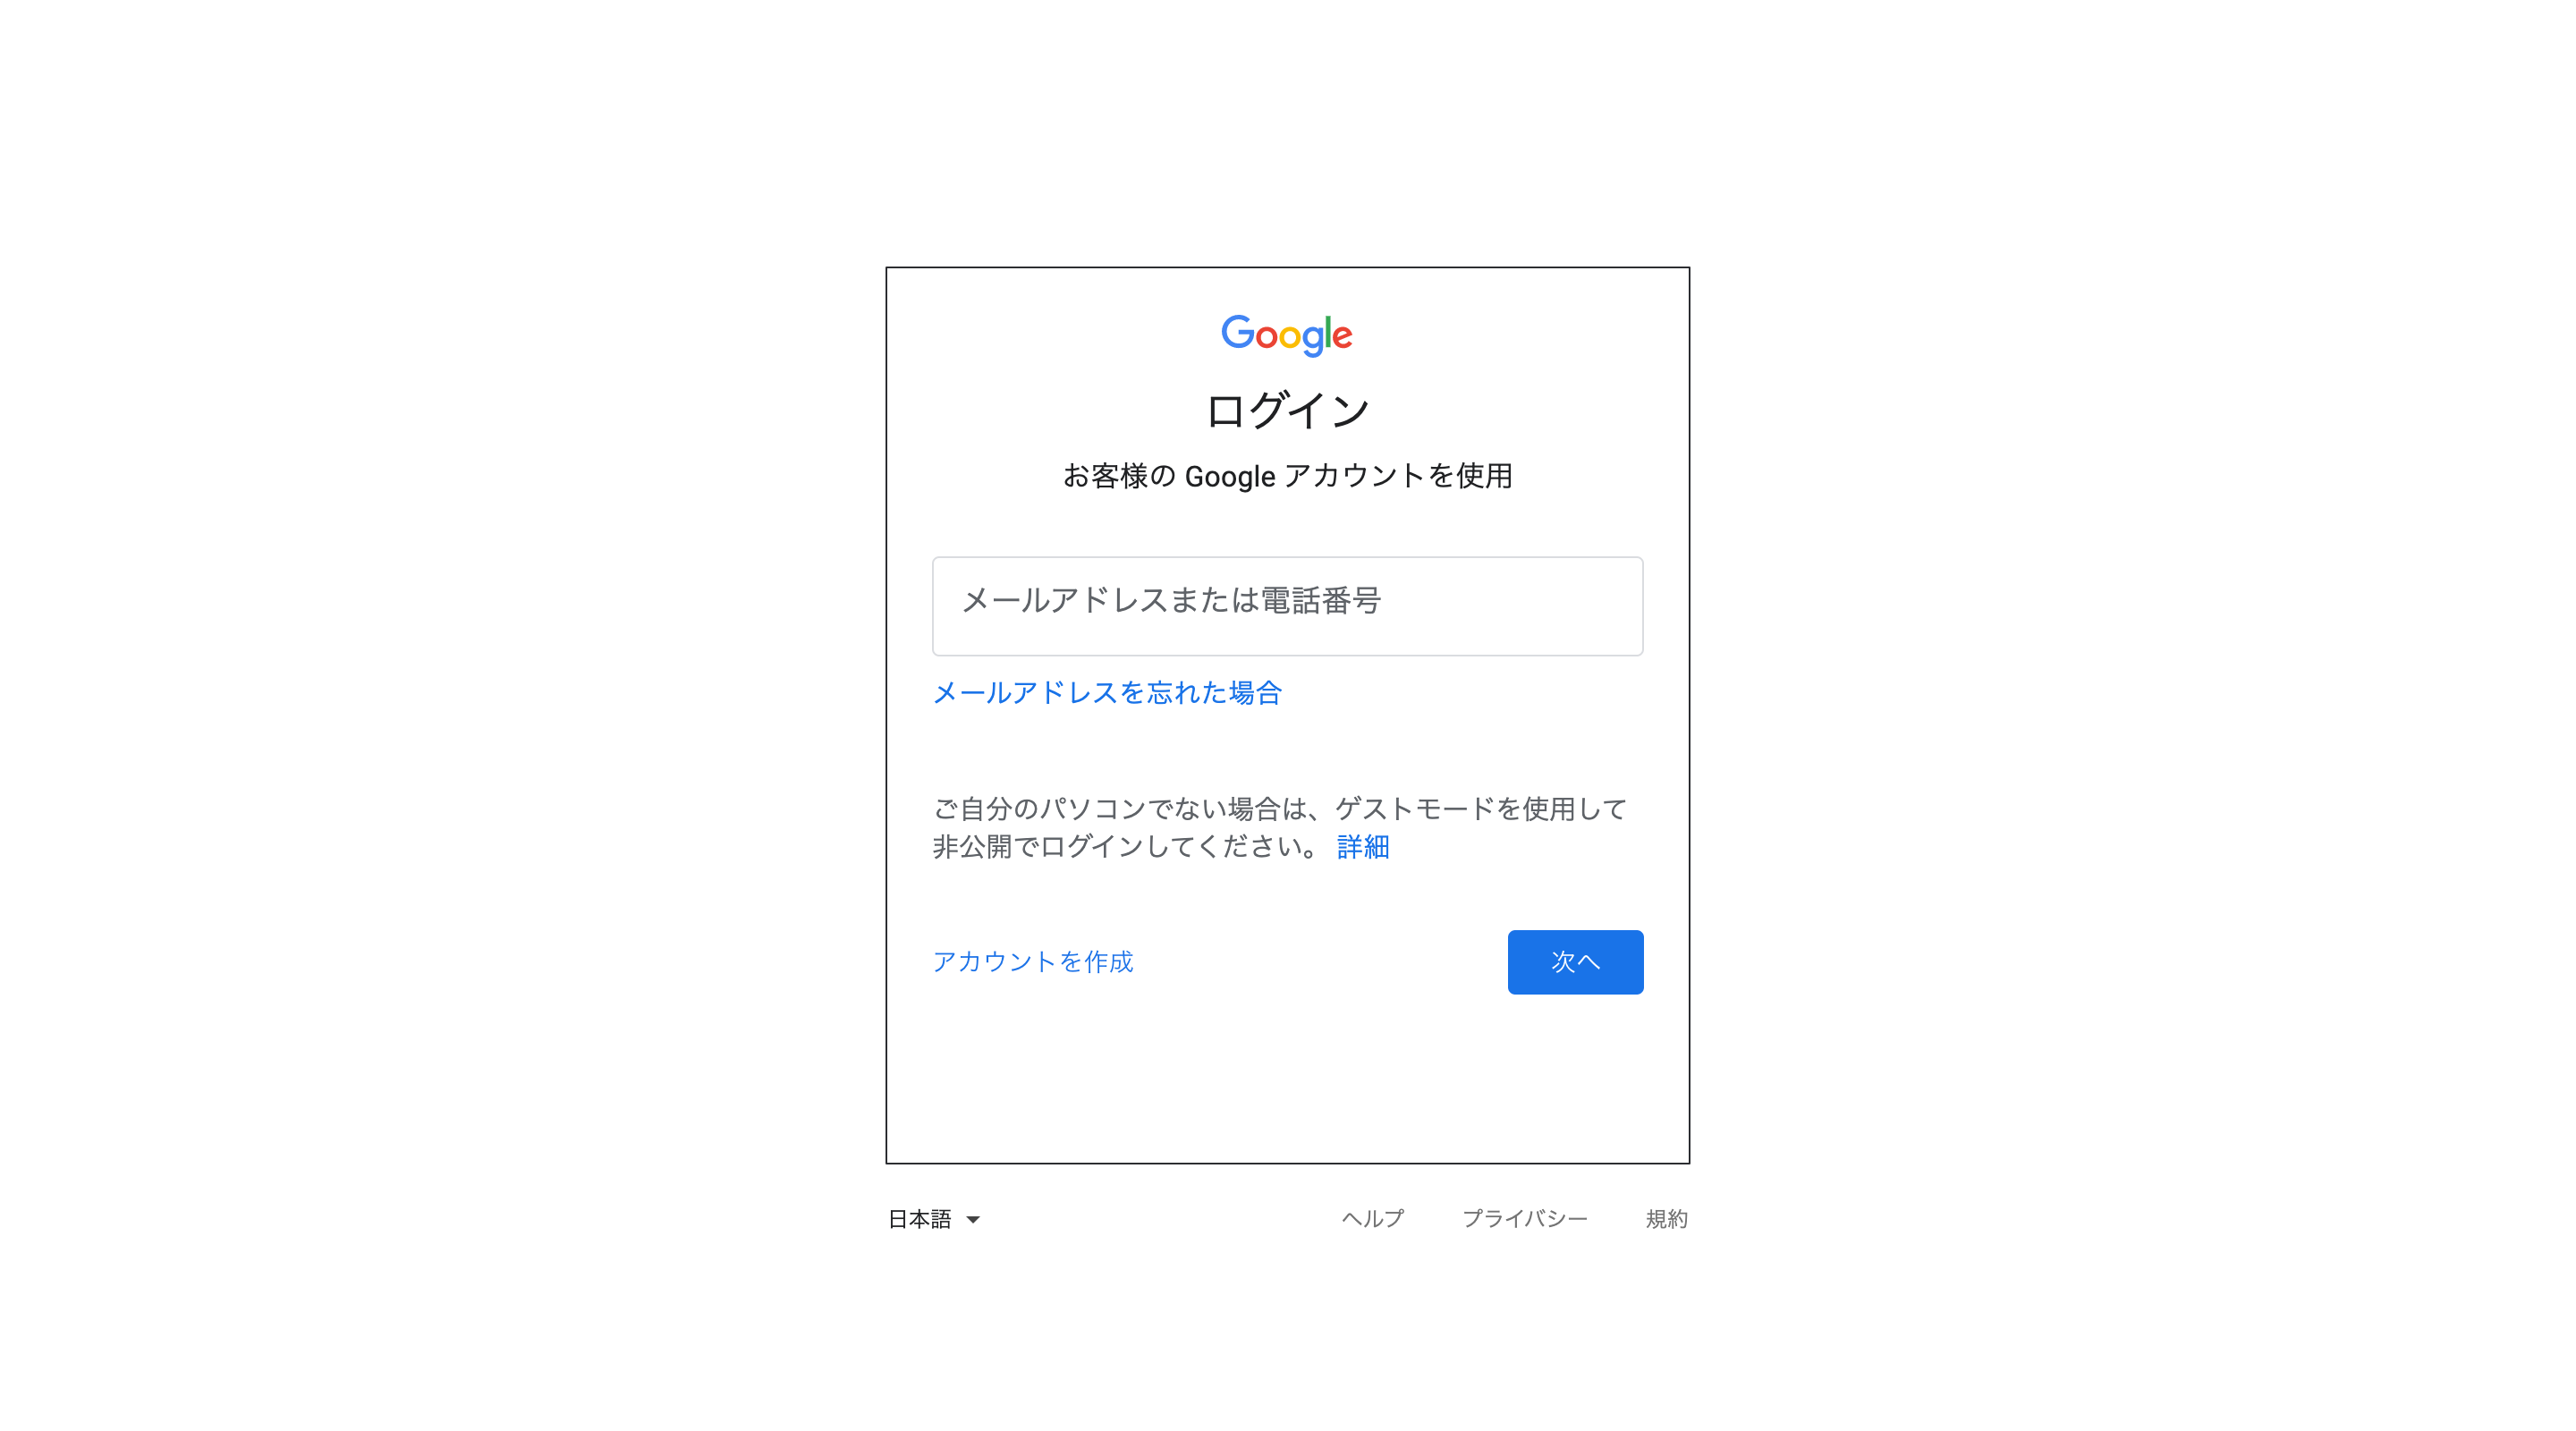 Google
ログイン
お客様の Google アカウントを使用
メールアドレスまたは電話番号
メールアドレスを忘れた場合
ご自分のパソコンでない場合は、ゲストモードを使用して
非公開でログインしてください。 詳細
アカウントを作成 次へ
日本語 ヘルプ プライバシー 規約